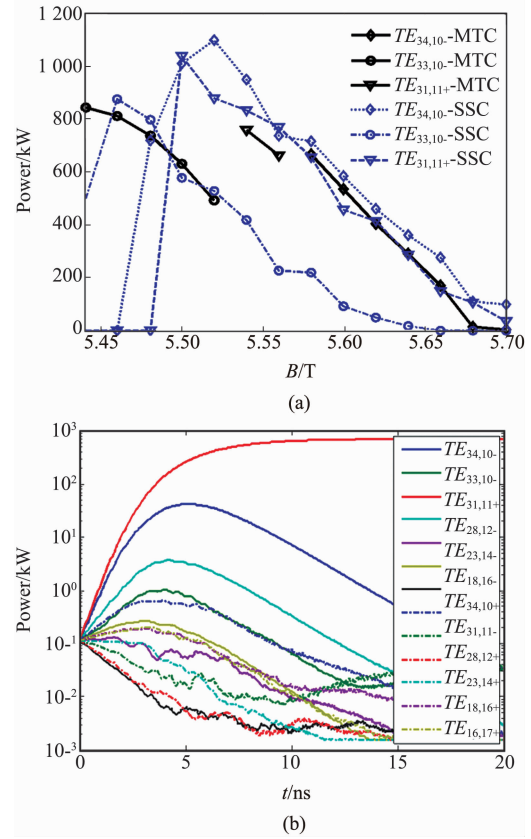 1 000
800
600
400
200
0
Power/kW
5.45
5.50
5.55
5.60
5.66
5.70
B/T
TE34,10- -MTC
TE33,10- -MTC
TE31,11+ -MTC
TE34,10- -SSC
TE33,10- -SSC
TE31,11+ -SSC
(a)
10^3
10^2
10^1
10^0
10^-1
10^-2
10^-3
Power/kW
0
5
10
15
20
t/ns
TE34,10-
TE33,10-
TE31,11+
TE28,12-
TE23,14-
TE18,16-
TE34,10+
TE31,11-
TE28,12+
TE23,14+
TE18,16+
TE16,17+
(b)